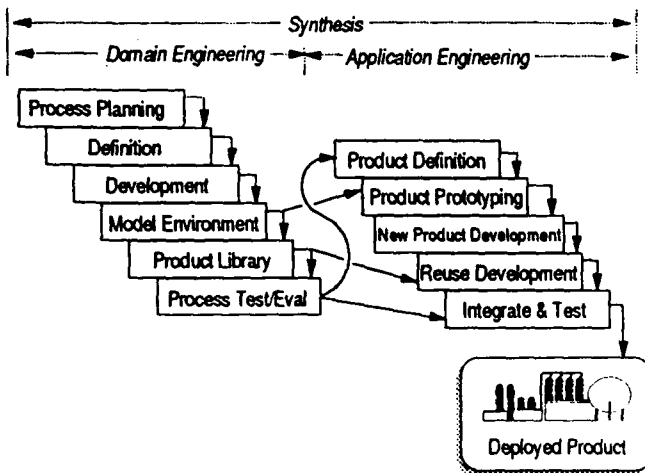 Synthesis
Domain Engineering
Application Engineering
Process Planning
Definition
Development
Model Environment
Product Library
Process Test/Eval
Product Definition
Product Prototyping
New Product Development
Reuse Development
Integrate & Test
Deployed Product